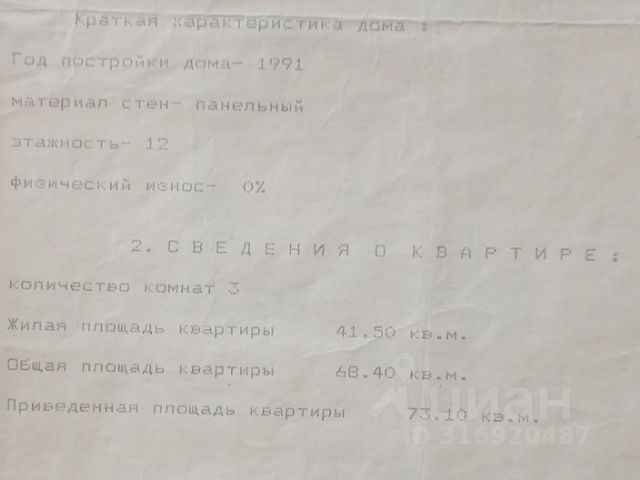 Краткая характеристика дома :
Год постройки дома- 1991
материал стен- панельный
этажность- 12
физический износ- 0%
2. С В Е Д Е Н И Я О К В А Р Т И Р Е :
количество комнат 3
Жилая площадь квартиры 41.50 кв.м.
Общая площадь квартиры 68.40 кв.м.
Приведенная площадь квартиры 73.10 кв.м.
циан
ID 316920487